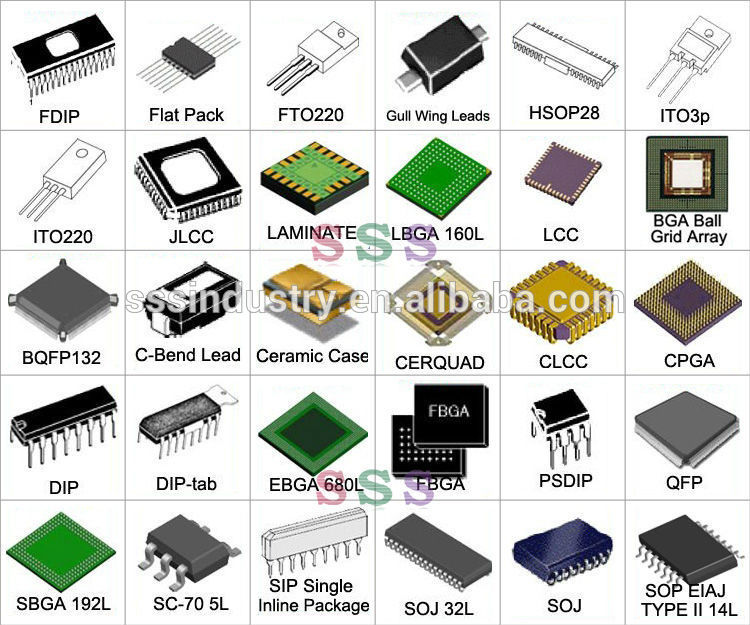 FDIP
Flat Pack
FTO220
Gull Wing Leads
HSOP28
ITO3p
ITO220
JLCC
LAMINATE
LBGA 160L
LCC
BGA Ball
Grid Array
SSS
sssindustry.en.alibaba.com
BQFP132
C-Bend Lead
Ceramic Case
CERQUAD
CLCC
CPGA
DIP
DIP-tab
EBGA 680L
FBGA
FBGA
PSDIP
QFP
SSS
SBGA 192L
SC-70 5L
SIP Single
Inline Package
SOJ 32L
SOJ
SOP EIAJ
TYPE II 14L